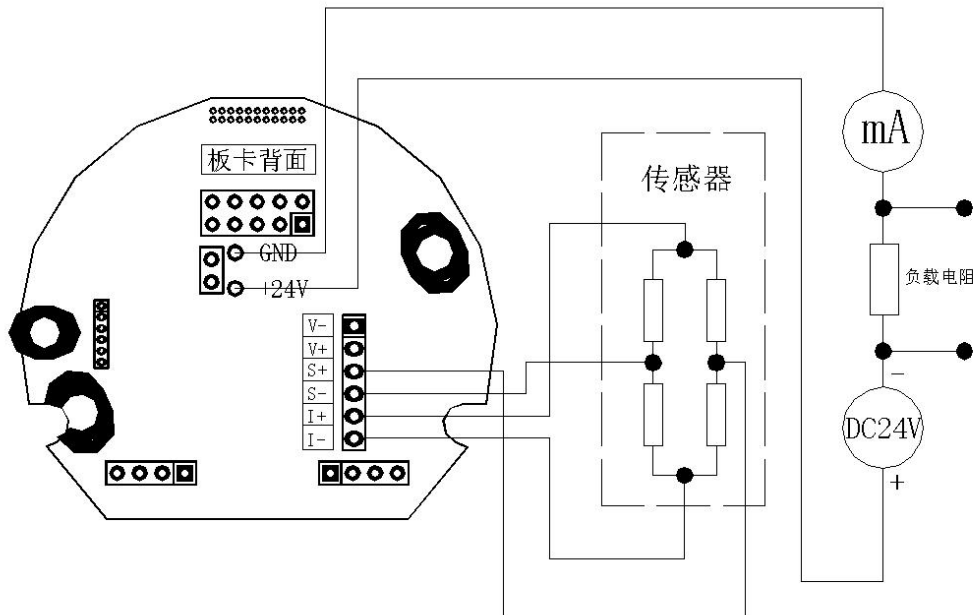 板卡背面
GND
+24V
V-
V+
S+
S-
I+
I-
传感器
mA
负载电阻
-
DC24V
+